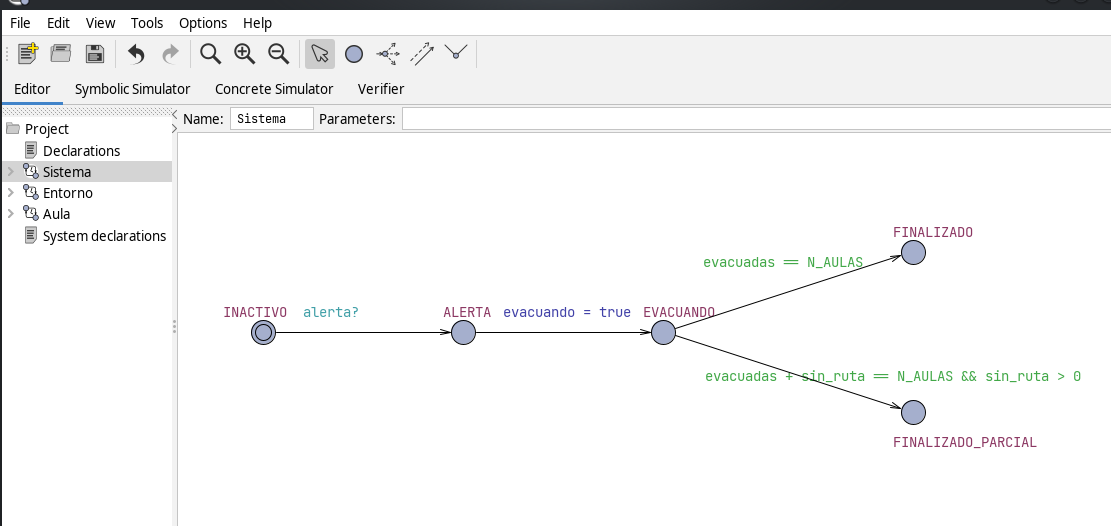 File Edit View Tools Options Help
Editor Symbolic Simulator Concrete Simulator Verifier
Name: Sistema Parameters:
Project
Declarations
Sistema
Entorno
Aula
System declarations
FINALIZADO
evacuadas == N_AULAS
INACTIVO alerta? ALERTA evacuando = true EVACUANDO
evacuadas + sin_ruta == N_AULAS && sin_ruta > 0
FINALIZADO_PARCIAL